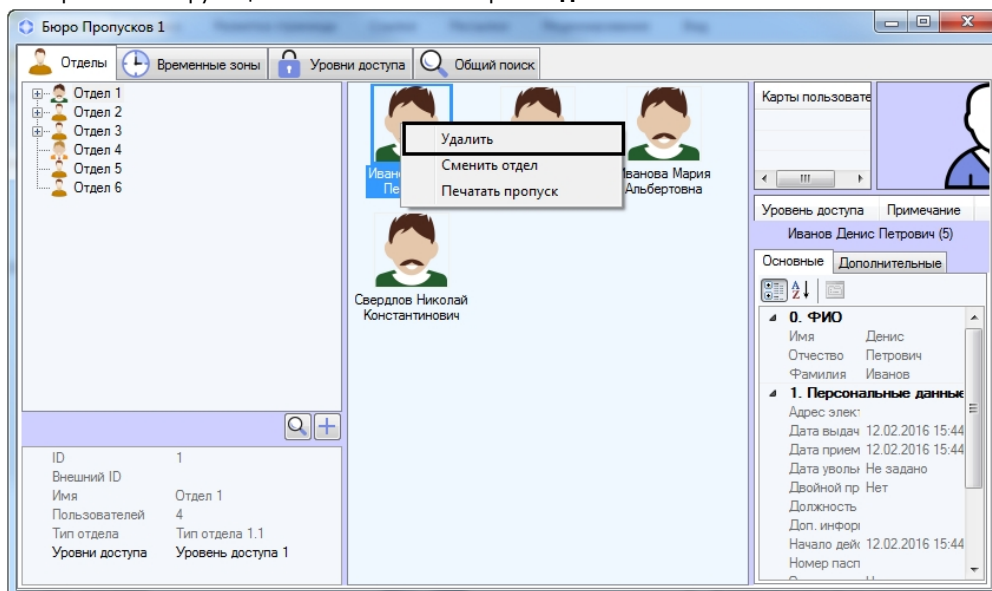 Бюро Пропусков 1
Отделы
Временные зоны
Уровни доступа
Общий поиск
Отдел 1
Отдел 2
Отдел 3
Отдел 4
Отдел 5
Отдел 6
Удалить
Сменить отдел
Печатать пропуск
Иванова Мария
Альбертовна
Свердлов Николай
Константинович
Карты пользовате
Уровень доступа Примечание
Иванов Денис Петрович (5)
Основные Дополнительные
0. ФИО
Имя Денис
Отчество Петрович
Фамилия Иванов
1. Персональные данные
Адрес элек
Дата выдач 12.02.2016 15:44
Дата прием 12.02.2016 15:44
Дата уволь Не задано
Двойной пр Нет
Должность
Доп. инфор
Начало дей 12.02.2016 15:44
Номер пасп
ID 1
Внешний ID
Имя Отдел 1
Пользователей 4
Тип отдела Тип отдела 1.1
Уровни доступа Уровень доступа 1